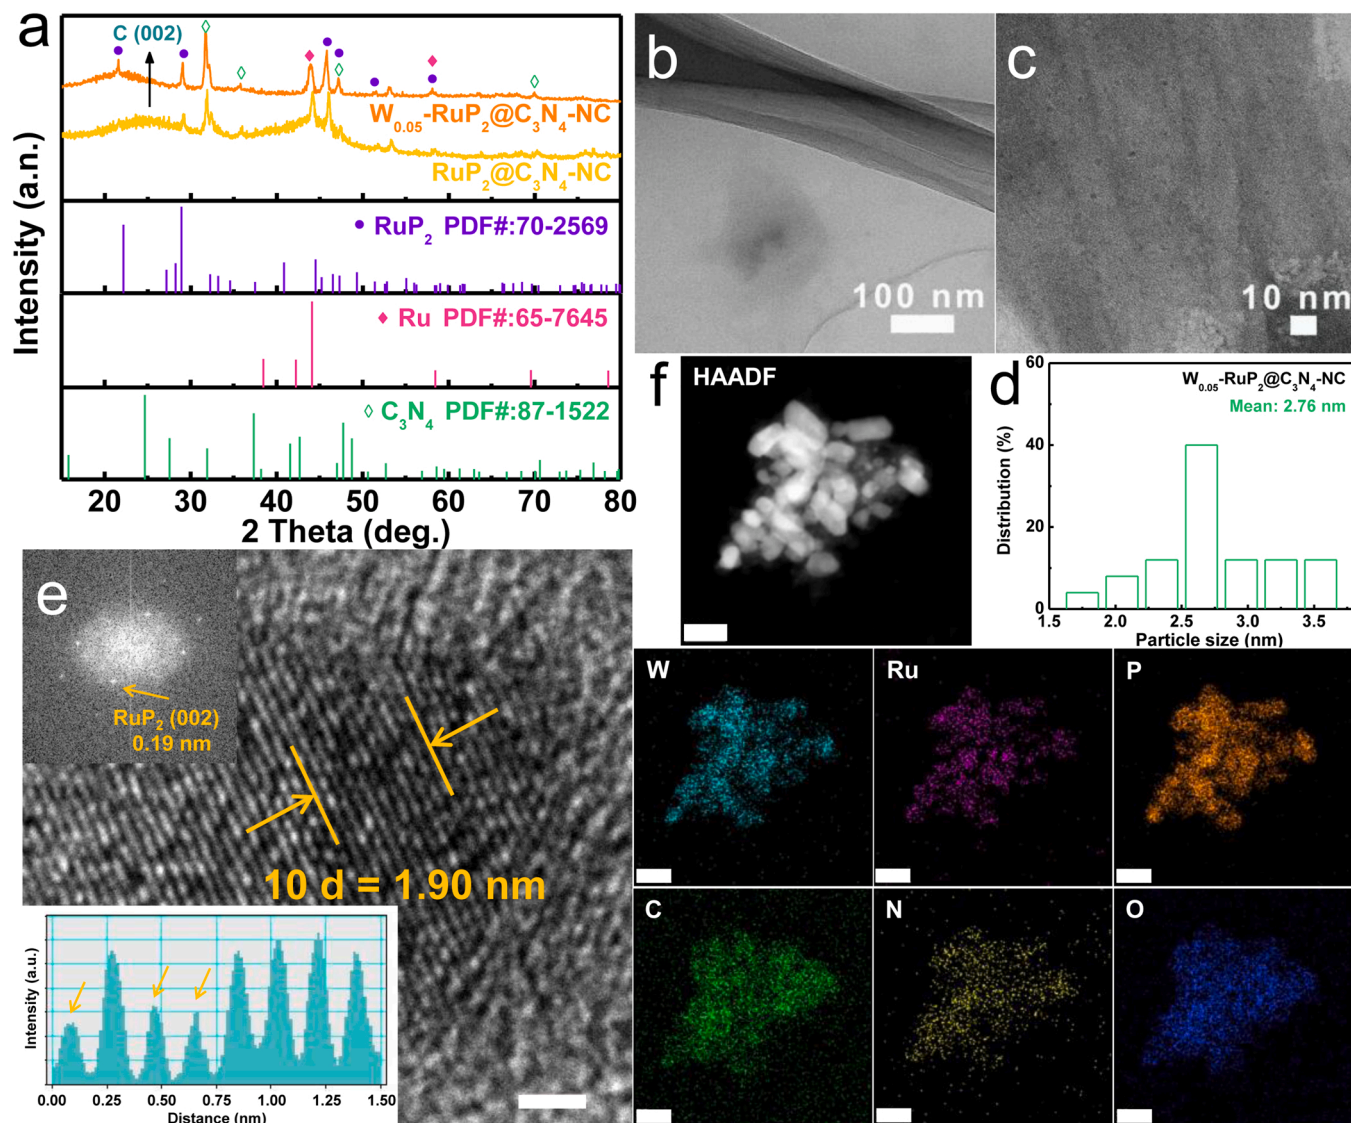 a
C (002)
W0.05-RuP2@C3N4-NC
RuP2@C3N4-NC
RuP2 PDF#:70-2569
Ru PDF#:65-7645
C3N4 PDF#:87-1522
Intensity (a.n.)
20 30 40 50 60 70 80
2 Theta (deg.)
b
100 nm
c
10 nm
f
HAADF
d
W0.05-RuP2@C3N4-NC
Mean: 2.76 nm
60
40
20
0
Distribution (%)
1.5 2.0 2.5 3.0 3.5
Particle size (nm)
e
RuP2 (002)
0.19 nm
10 d = 1.90 nm
Intensity (a.u.)
0.00 0.25 0.50 0.75 1.00 1.25 1.50
Distance (nm)
W
Ru
P
C
N
O